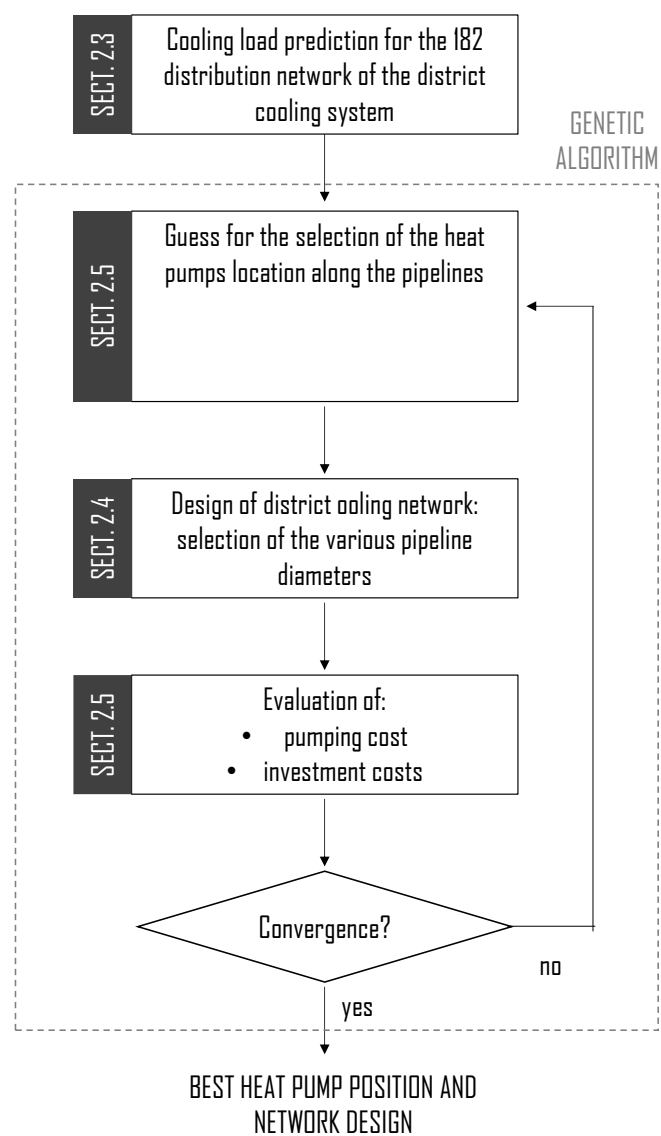 SECT. 2.3
Cooling load prediction for the 182
distribution network of the district
cooling system
GENETIC
ALGORITHM
SECT. 2.5
Guess for the selection of the heat
pumps location along the pipelines
SECT. 2.4
Design of district ooling network:
selection of the various pipeline
diameters
SECT. 2.5
Evaluation of:
• pumping cost
• investment costs
Convergence?
no
yes
BEST HEAT PUMP POSITION AND
NETWORK DESIGN